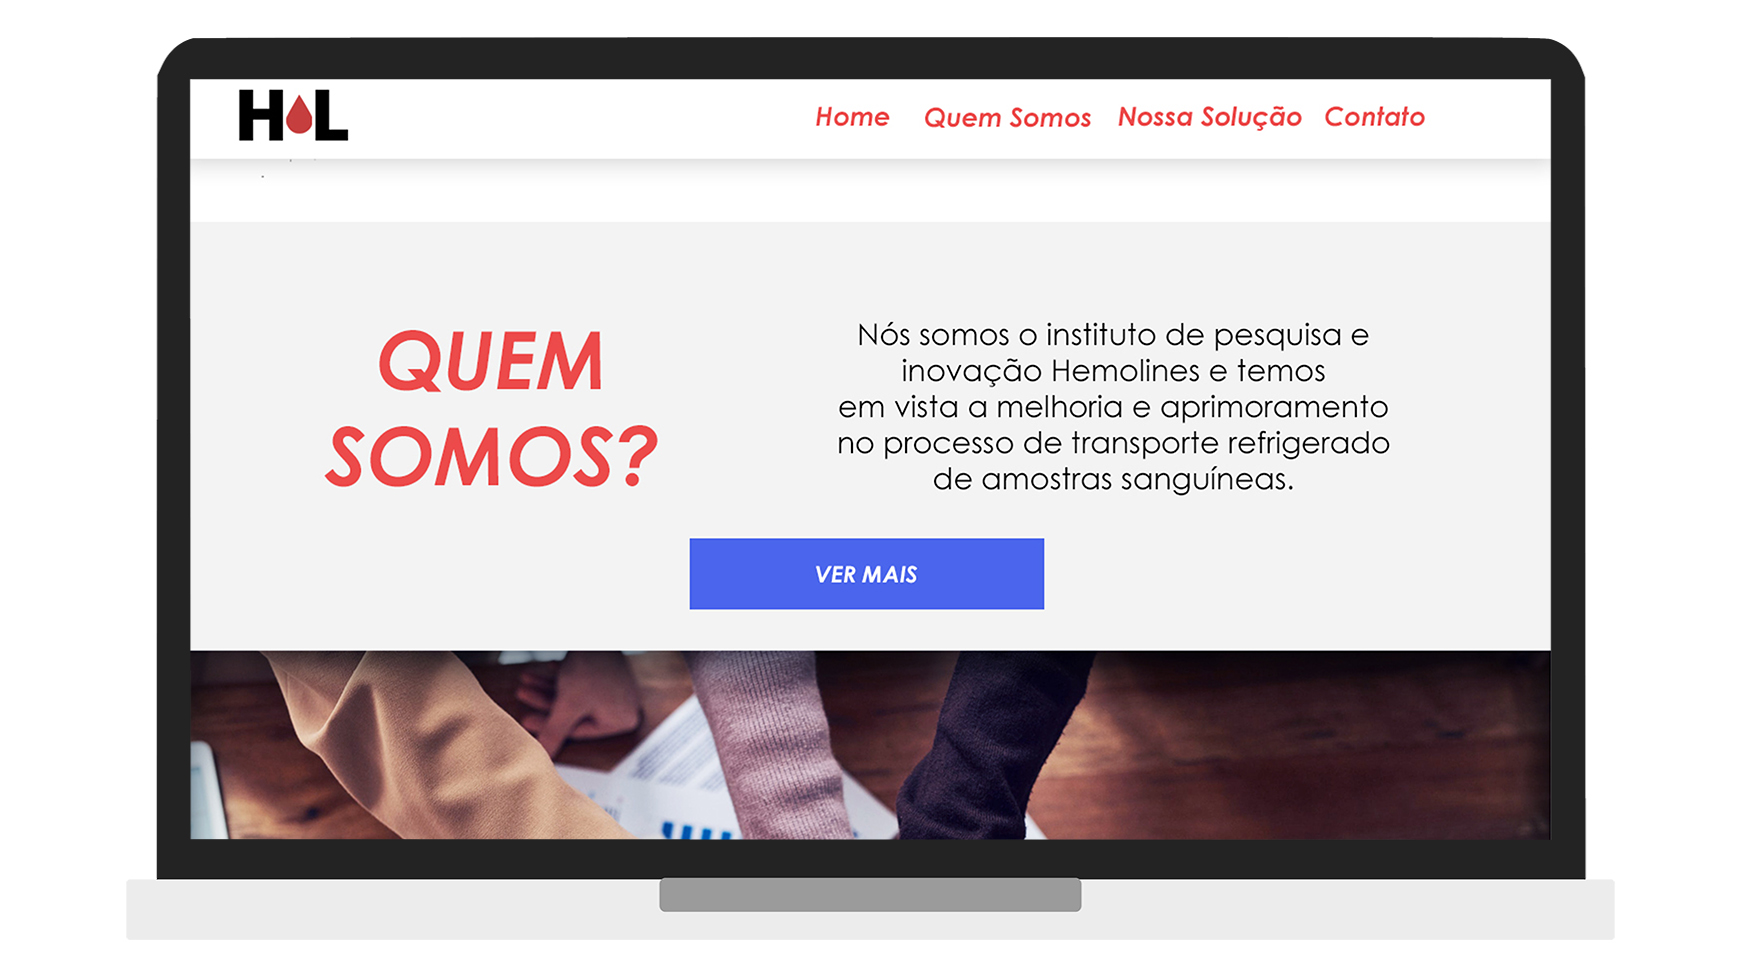 HL
Home Quem Somos Nossa Solução Contato
QUEM
SOMOS?
Nós somos o instituto de pesquisa e
inovação Hemolines e temos
em vista a melhoria e aprimoramento
no processo de transporte refrigerado
de amostras sanguíneas.
VER MAIS